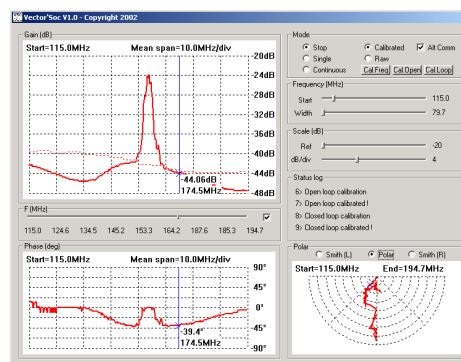 Vector'Soc V1.0 - Copyright 2002
Gain (dB)
Start=115.0MHz Mean span=10.0MHz/div
-20dB
-24dB
-28dB
-32dB
-36dB
-40dB
-44dB
-48dB
-44.06dB
174.5MHz
F (MHz)
115.0 124.6 134.5 145.2 153.3 164.2 187.6 185.3 194.7
Phase (deg)
Start=115.0MHz Mean span=10.0MHz/div
90°
45°
0°
-45°
-90°
-39.4°
174.5MHz
Mode
Stop Calibrated Alt Comm
Single Raw
Continuous Cal Freq Cal Open Cal Loop
Frequency (MHz)
Start 115.0
Width 79.7
Scale (dB)
Ref -20
dB/div 4
Status log
6> Open loop calibration
7> Open loop calibrated !
8> Closed loop calibration
9> Closed loop calibrated !
Polar
Smith (L) Polar Smith (R)
Start=115.0MHz End=194.7MHz